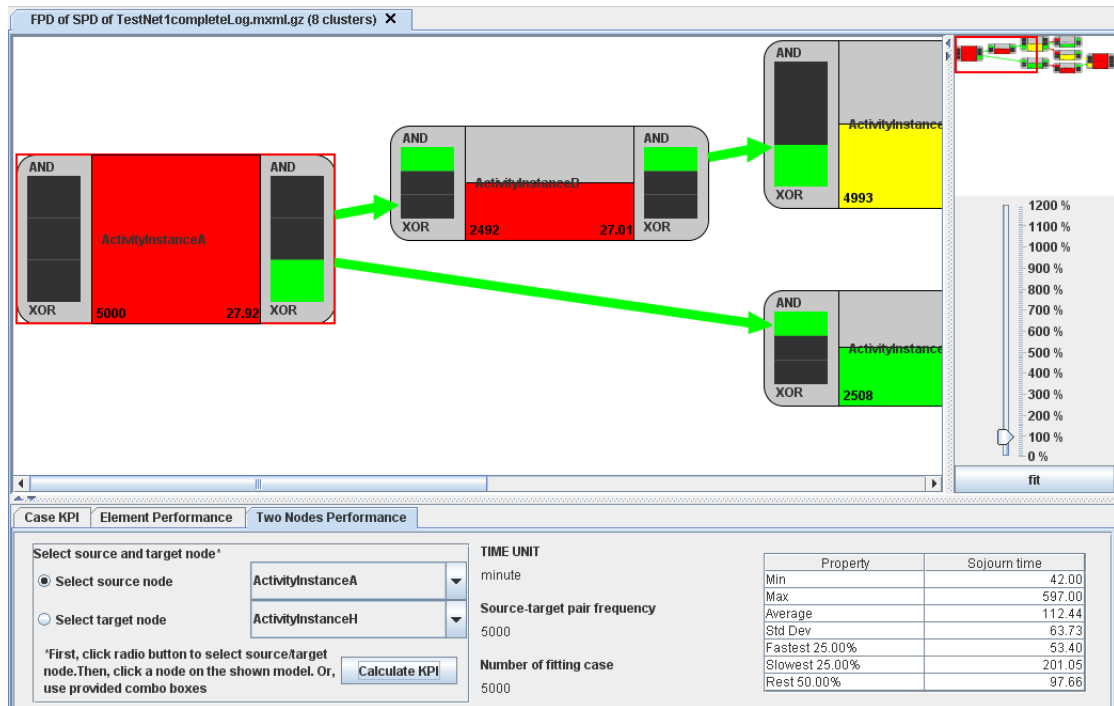 FPD of SPD of TestNet1completeLog.mxml.gz (8 clusters) X
AND
AND
AND
AND
AND
ActivityInstance
ActivityInstanceD
XOR
4993
XOR
2492
27.01
XOR
ActivityInstanceA
XOR
5000
27.92
XOR
AND
ActivityInstance
XOR
2508
1200 %
1100 %
1000 %
900 %
800 %
700 %
600 %
500 %
400 %
300 %
200 %
100 %
0 %
fit
Case KPI
Element Performance
Two Nodes Performance
Select source and target node*
Select source node
ActivityInstanceA
Select target node
ActivityInstanceH
*First, click radio button to select source/target
node.Then, click a node on the shown model. Or,
use provided combo boxes
Calculate KPI
TIME UNIT
minute
Source-target pair frequency
5000
Number of fitting case
5000
Property Sojourn time
Min 42.00
Max 597.00
Average 112.44
Std Dev 63.73
Fastest 25.00% 53.40
Slowest 25.00% 201.05
Rest 50.00% 97.66